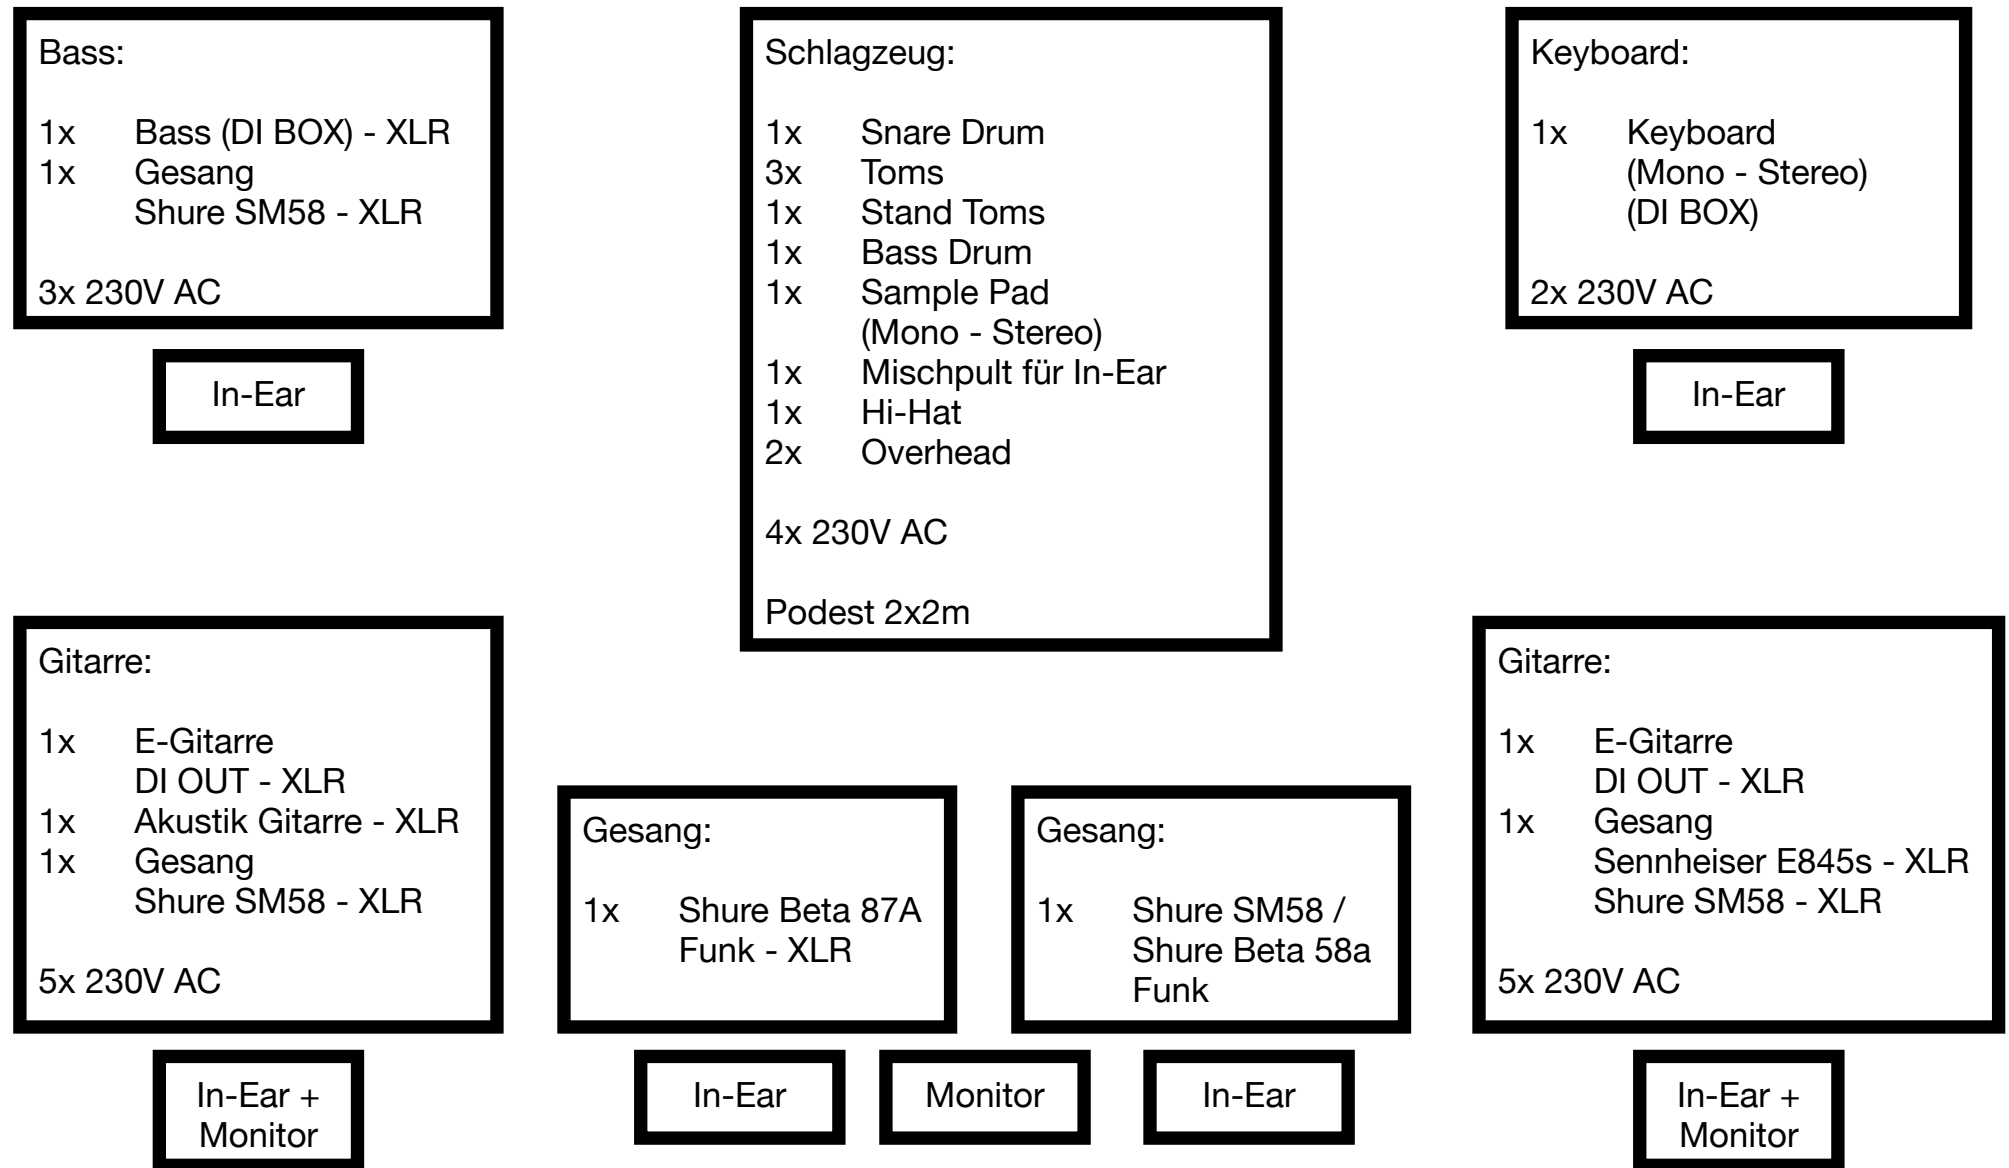 Bass:
1x Bass (DI BOX) - XLR
1x Gesang
Shure SM58 - XLR
3x 230V AC
In-Ear
Schlagzeug:
1x Snare Drum
3x Toms
1x Stand Toms
1x Bass Drum
1x Sample Pad
(Mono - Stereo)
1x Mischpult für In-Ear
1x Hi-Hat
2x Overhead
4x 230V AC
Podest 2x2m
Keyboard:
1x Keyboard
(Mono - Stereo)
(DI BOX)
2x 230V AC
In-Ear
Gitarre:
1x E-Gitarre
DI OUT - XLR
1x Akustik Gitarre - XLR
1x Gesang
Shure SM58 - XLR
5x 230V AC
In-Ear +
Monitor
Gesang:
1x Shure Beta 87A
Funk - XLR
In-Ear
Monitor
Gesang:
1x Shure SM58 /
Shure Beta 58a
Funk
In-Ear
Gitarre:
1x E-Gitarre
DI OUT - XLR
1x Gesang
Sennheiser E845s - XLR
Shure SM58 - XLR
5x 230V AC
In-Ear +
Monitor